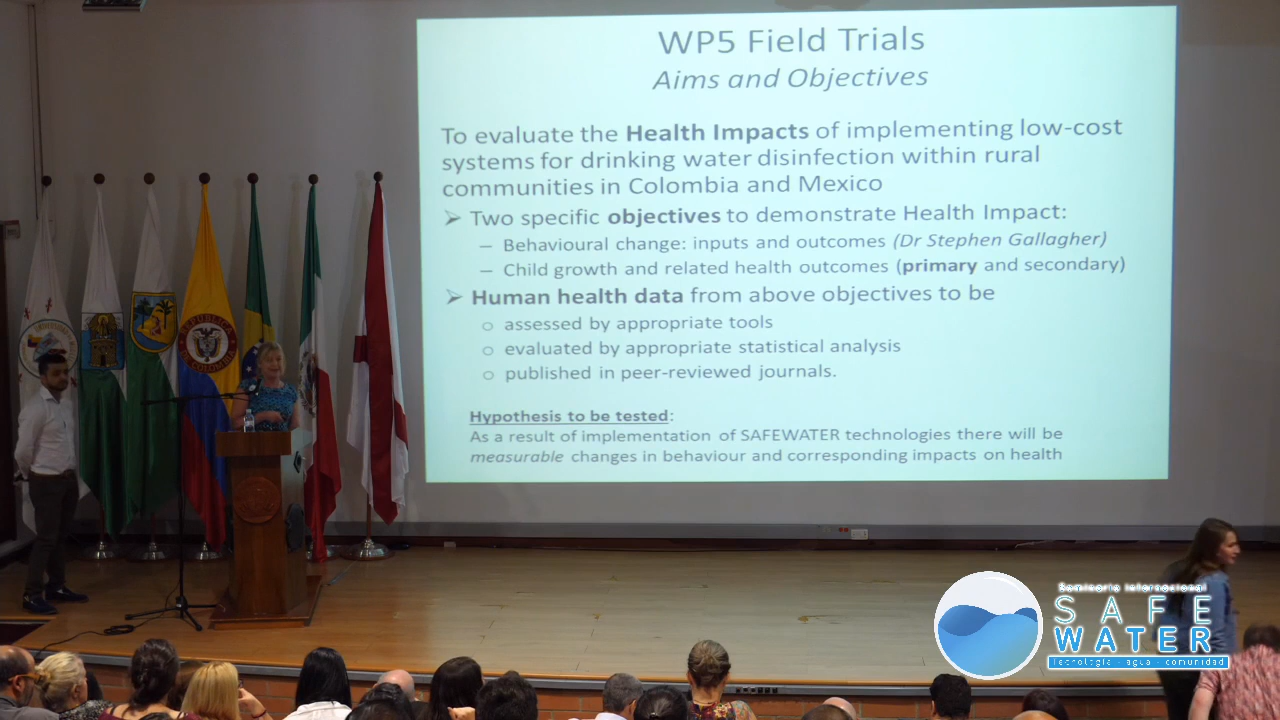 WP5 Field Trials
Aims and Objectives
To evaluate the Health Impacts of implementing low-cost
systems for drinking water disinfection within rural
communities in Colombia and Mexico
➢ Two specific objectives to demonstrate Health Impact:
– Behavioural change: inputs and outcomes (Dr Stephen Gallagher)
– Child growth and related health outcomes (primary and secondary)
➢ Human health data from above objectives to be
○ assessed by appropriate tools
○ evaluated by appropriate statistical analysis
○ published in peer-reviewed journals.
Hypothesis to be tested:
As a result of implementation of SAFEWATER technologies there will be
measurable changes in behaviour and corresponding impacts on health
REPUBLICA
Seminario internacional
SAFE
WATER
Tecnología · agua · comunidad